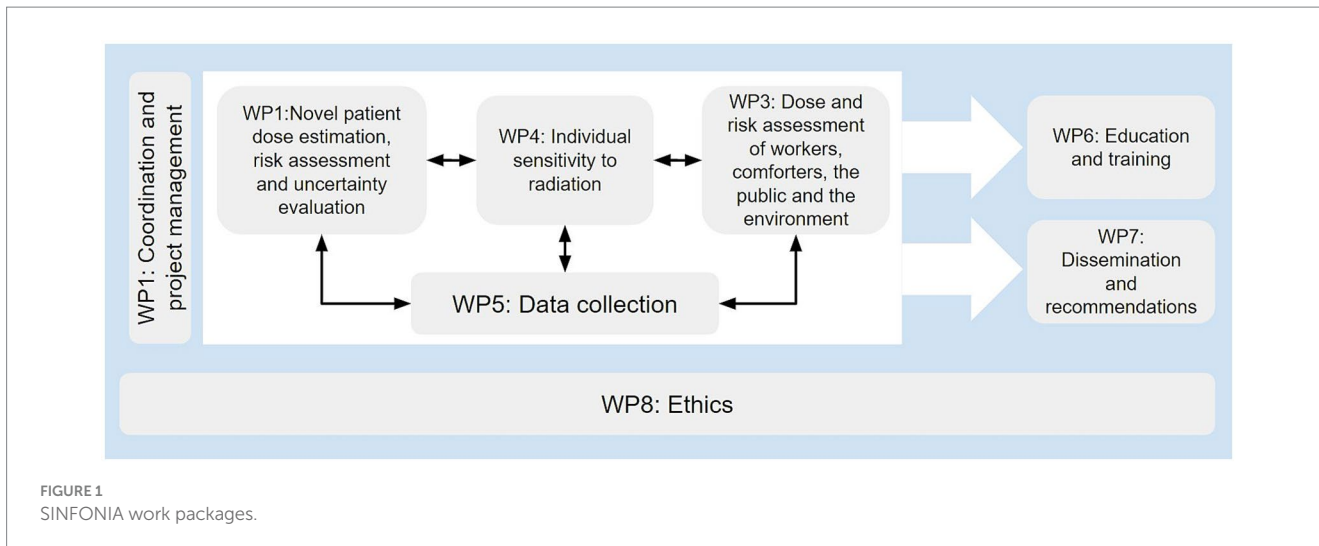 WP1: Coordination and
project management
WP1:Novel patient
dose estimation,
risk assessment
and uncertainty
evaluation
WP4: Individual
sensitivity to
radiation
WP3: Dose and
risk assessment
of workers,
comforters, the
public and the
environment
WP5: Data collection
WP6: Education
and training
WP7:
Dissemination
and
recommendations
WP8: Ethics
FIGURE 1
SINFONIA work packages.